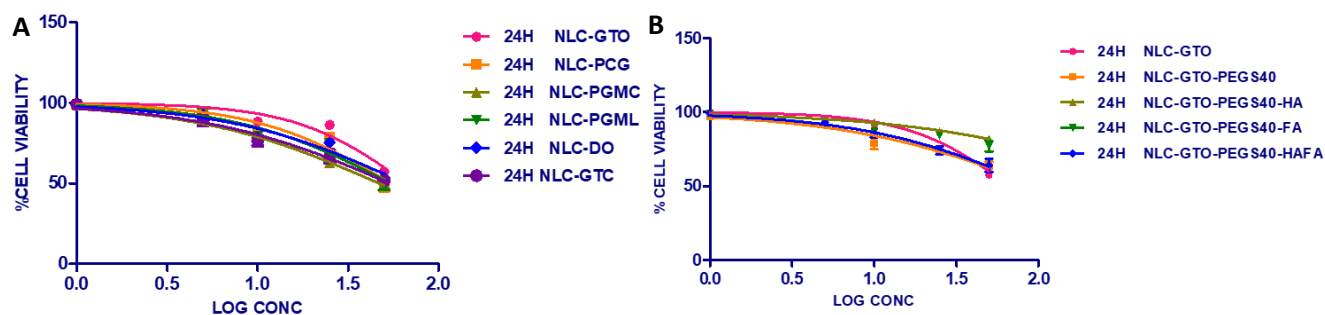 A
150
100
50
0
%CELL VIABILITY
0.0 0.5 1.0 1.5 2.0
LOG CONC
24H NLC-GTO
24H NLC-PCG
24H NLC-PGMC
24H NLC-PGML
24H NLC-DO
24H NLC-GTC
B
150
100
50
0
% CELL VIABILITY
0.0 0.5 1.0 1.5 2.0
LOG CONC
24H NLC-GTO
24H NLC-GTO-PEGS40
24H NLC-GTO-PEGS40-HA
24H NLC-GTO-PEGS40-FA
24H NLC-GTO-PEGS40-HAFA